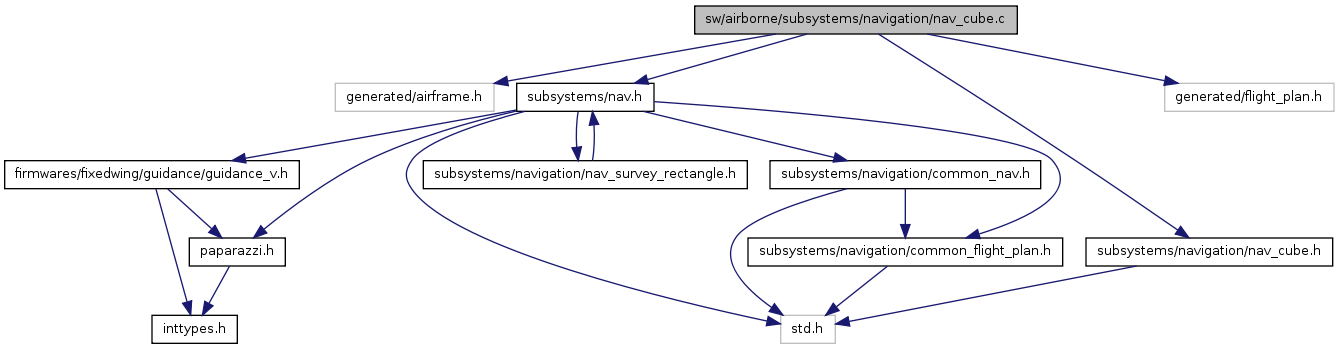 sw/airborne/subsystems/navigation/nav_cube.c
generated/airframe.h
subsystems/nav.h
generated/flight_plan.h
firmwares/fixedwing/guidance/guidance_v.h
subsystems/navigation/nav_survey_rectangle.h
subsystems/navigation/common_nav.h
paparazzi.h
subsystems/navigation/common_flight_plan.h
subsystems/navigation/nav_cube.h
inttypes.h
std.h